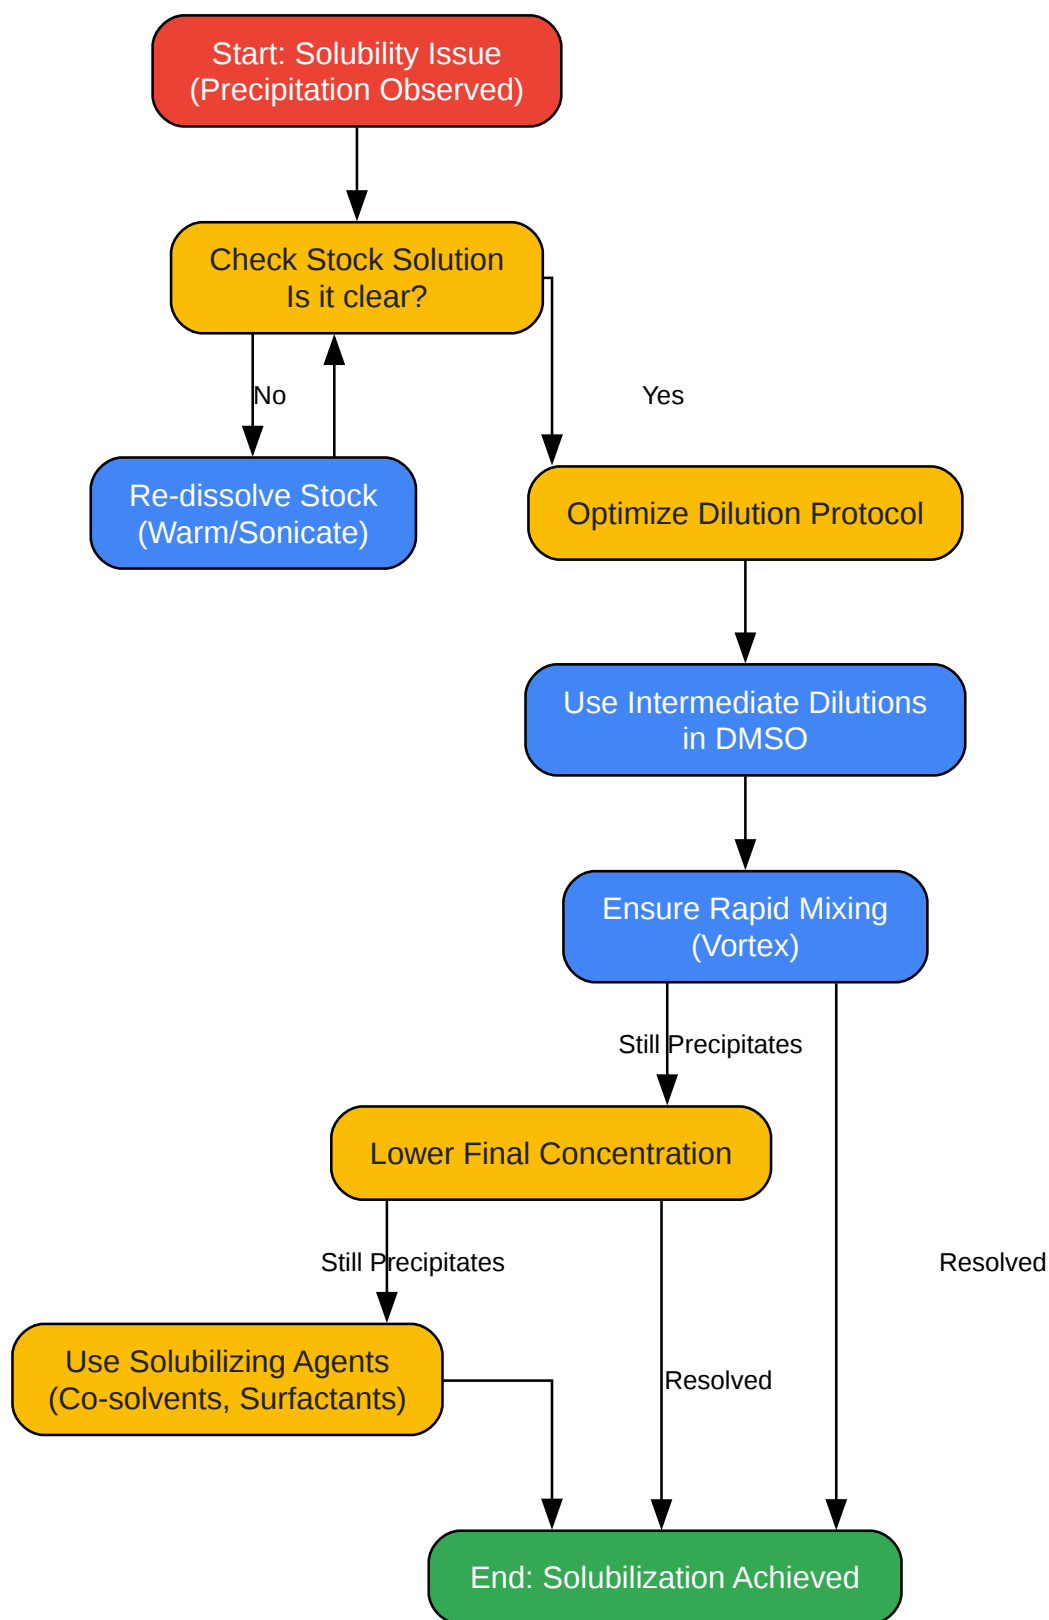 Start: Solubility Issue
(Precipitation Observed)
Check Stock Solution
Is it clear?
No
Yes
Re-dissolve Stock
(Warm/Sonicate)
Optimize Dilution Protocol
Use Intermediate Dilutions
in DMSO
Ensure Rapid Mixing
(Vortex)
Still Precipitates
Lower Final Concentration
Still Precipitates
Resolved
Use Solubilizing Agents
(Co-solvents, Surfactants)
Resolved
End: Solubilization Achieved